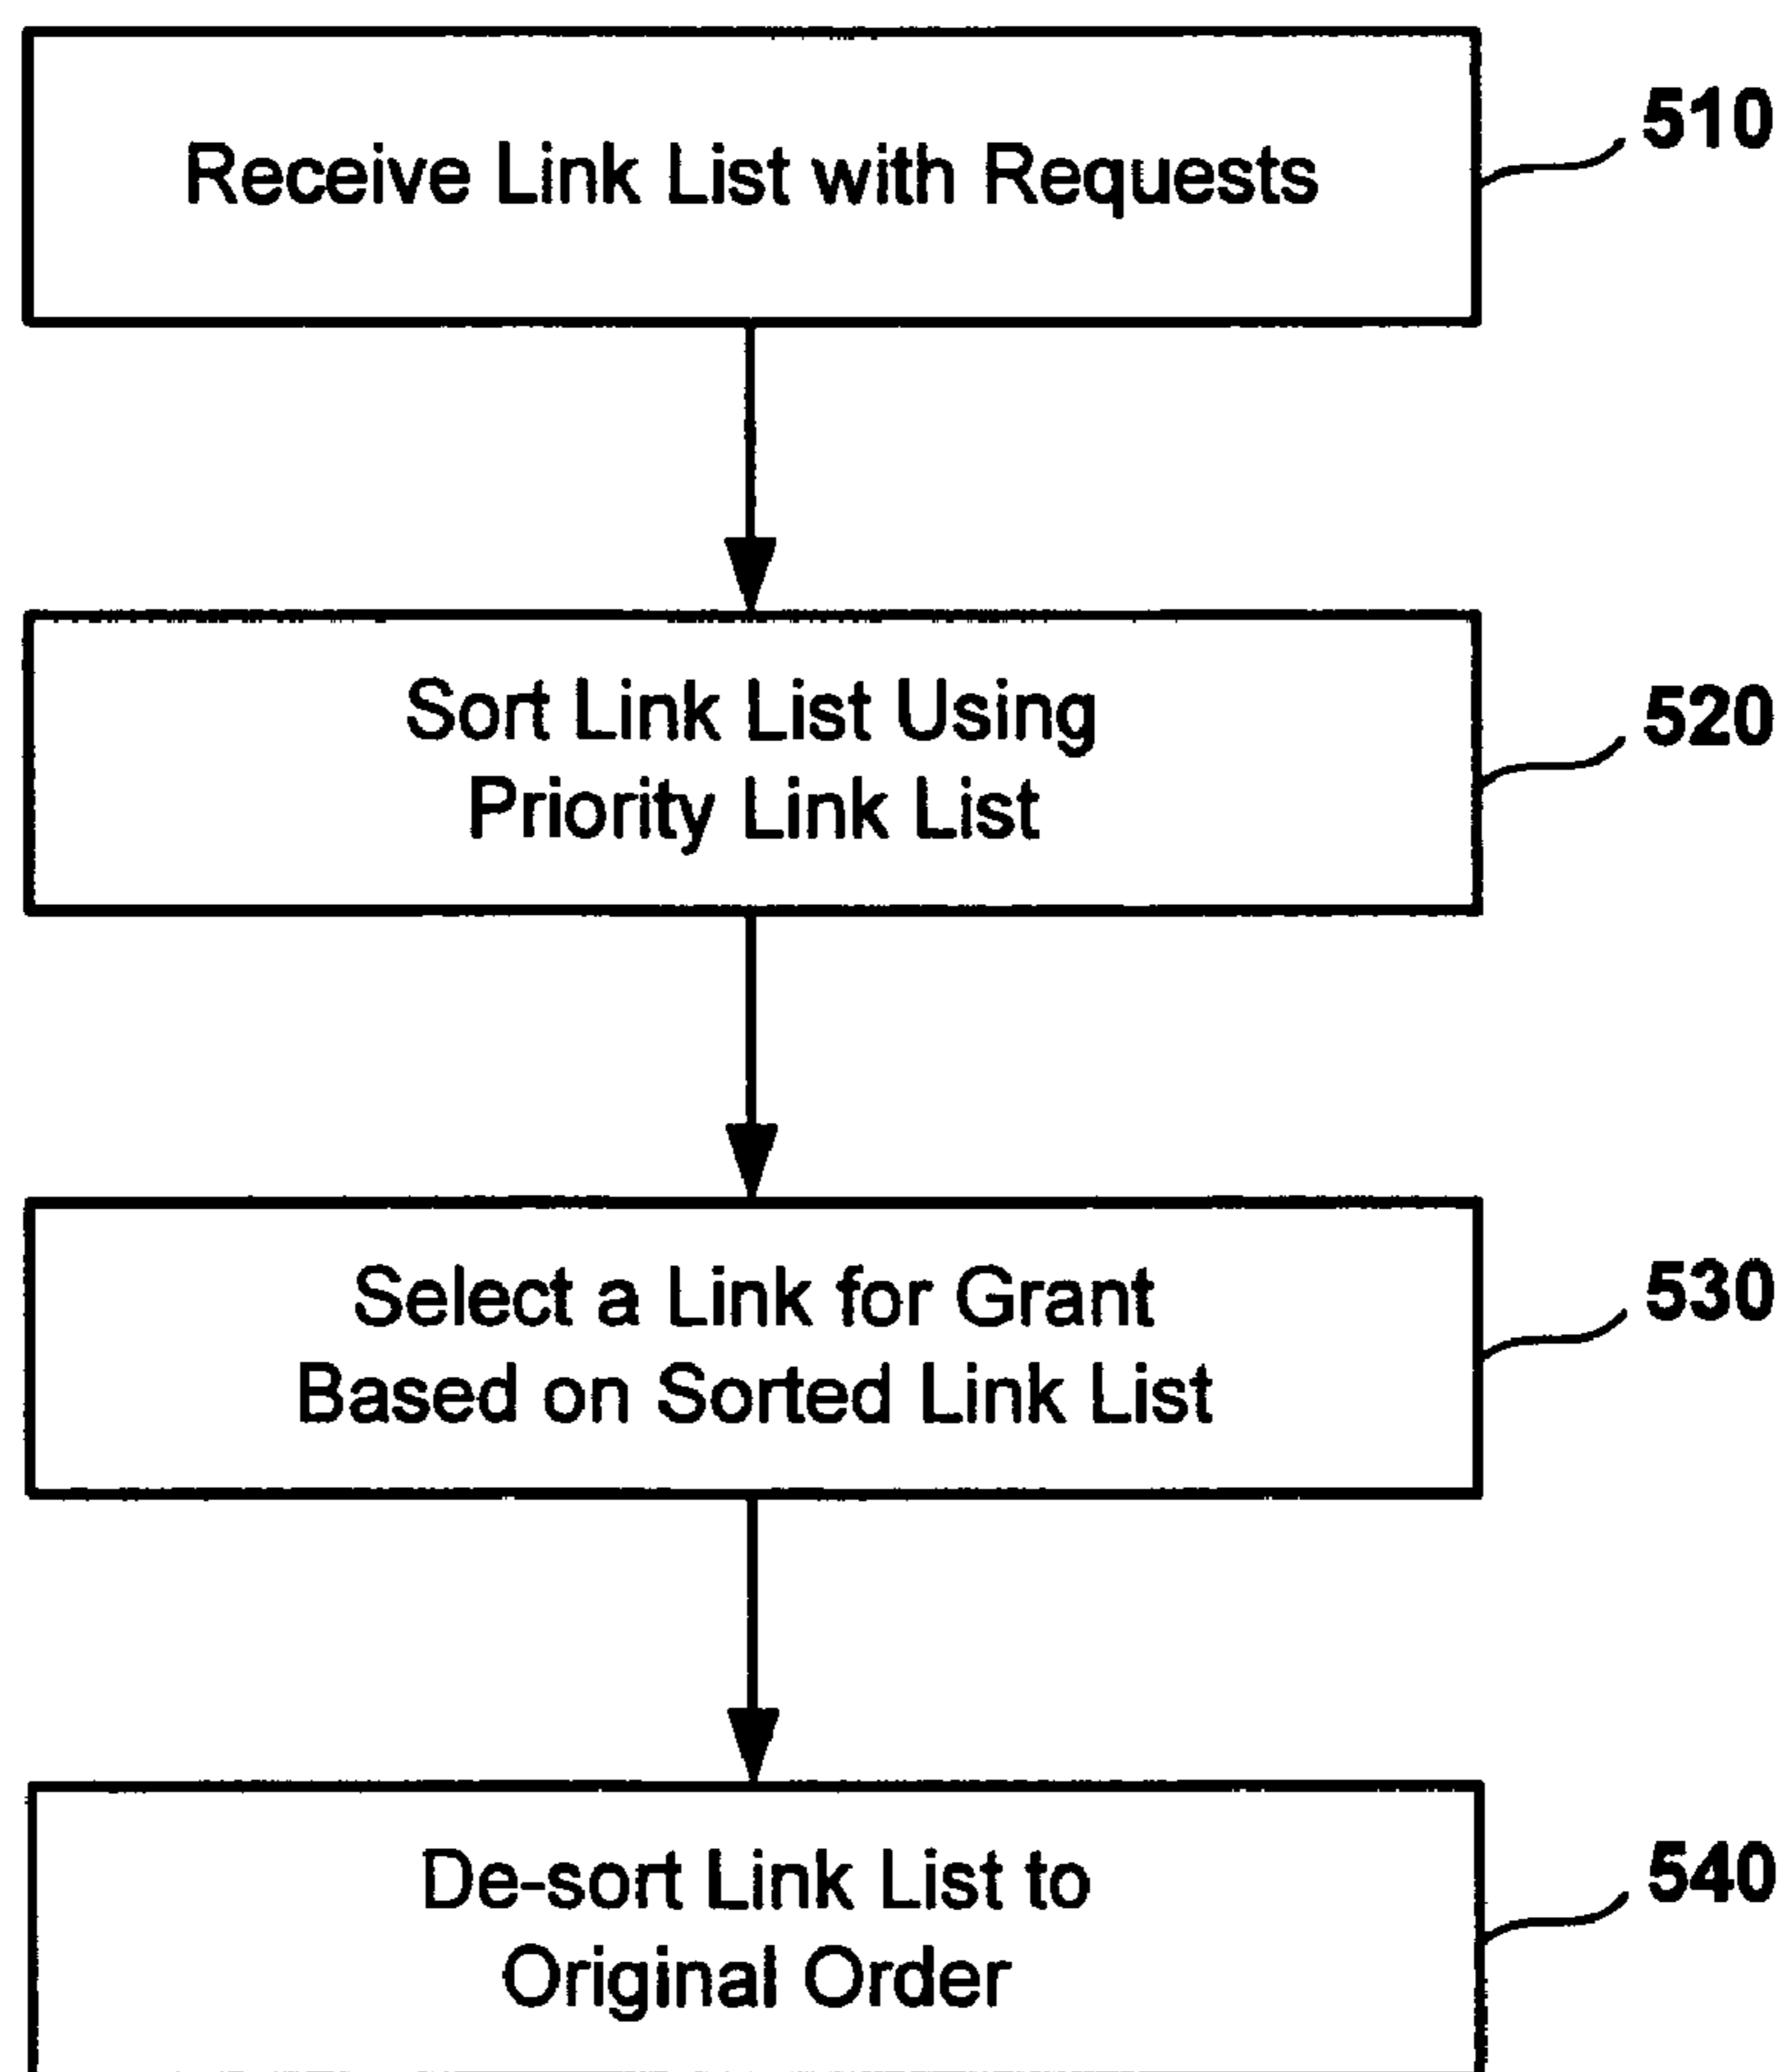 Receive Link List with Requests
510
Sort Link List Using
Priority Link List
520
Select a Link for Grant
Based on Sorted Link List
530
De-sort Link List to
Original Order
540